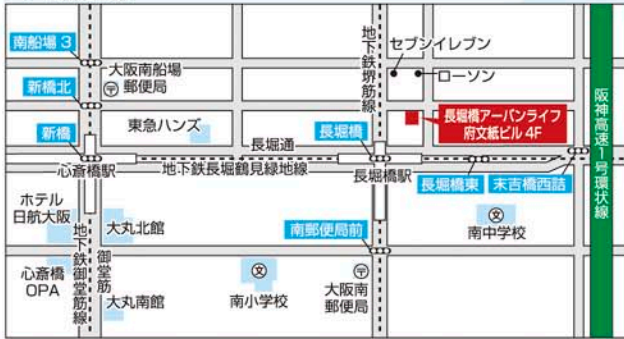 南船場 3
新橋北
新橋
大阪南船場
郵便局
東急ハンズ
長堀通
心斎橋駅
地下鉄長堀鶴見緑地線
地下鉄堺筋線
セブンイレブン
ローソン
長堀橋アーバンライフ
府文紙ビル 4F
長堀橋
長堀橋駅
長堀橋東
末吉橋西詰
阪神高速1号環状線
ホテル
日航大阪
大丸北館
地下鉄御堂筋線
御堂筋
心斎橋
OPA
大丸南館
南郵便局前
文
南小学校
大阪南
郵便局
文
南中学校